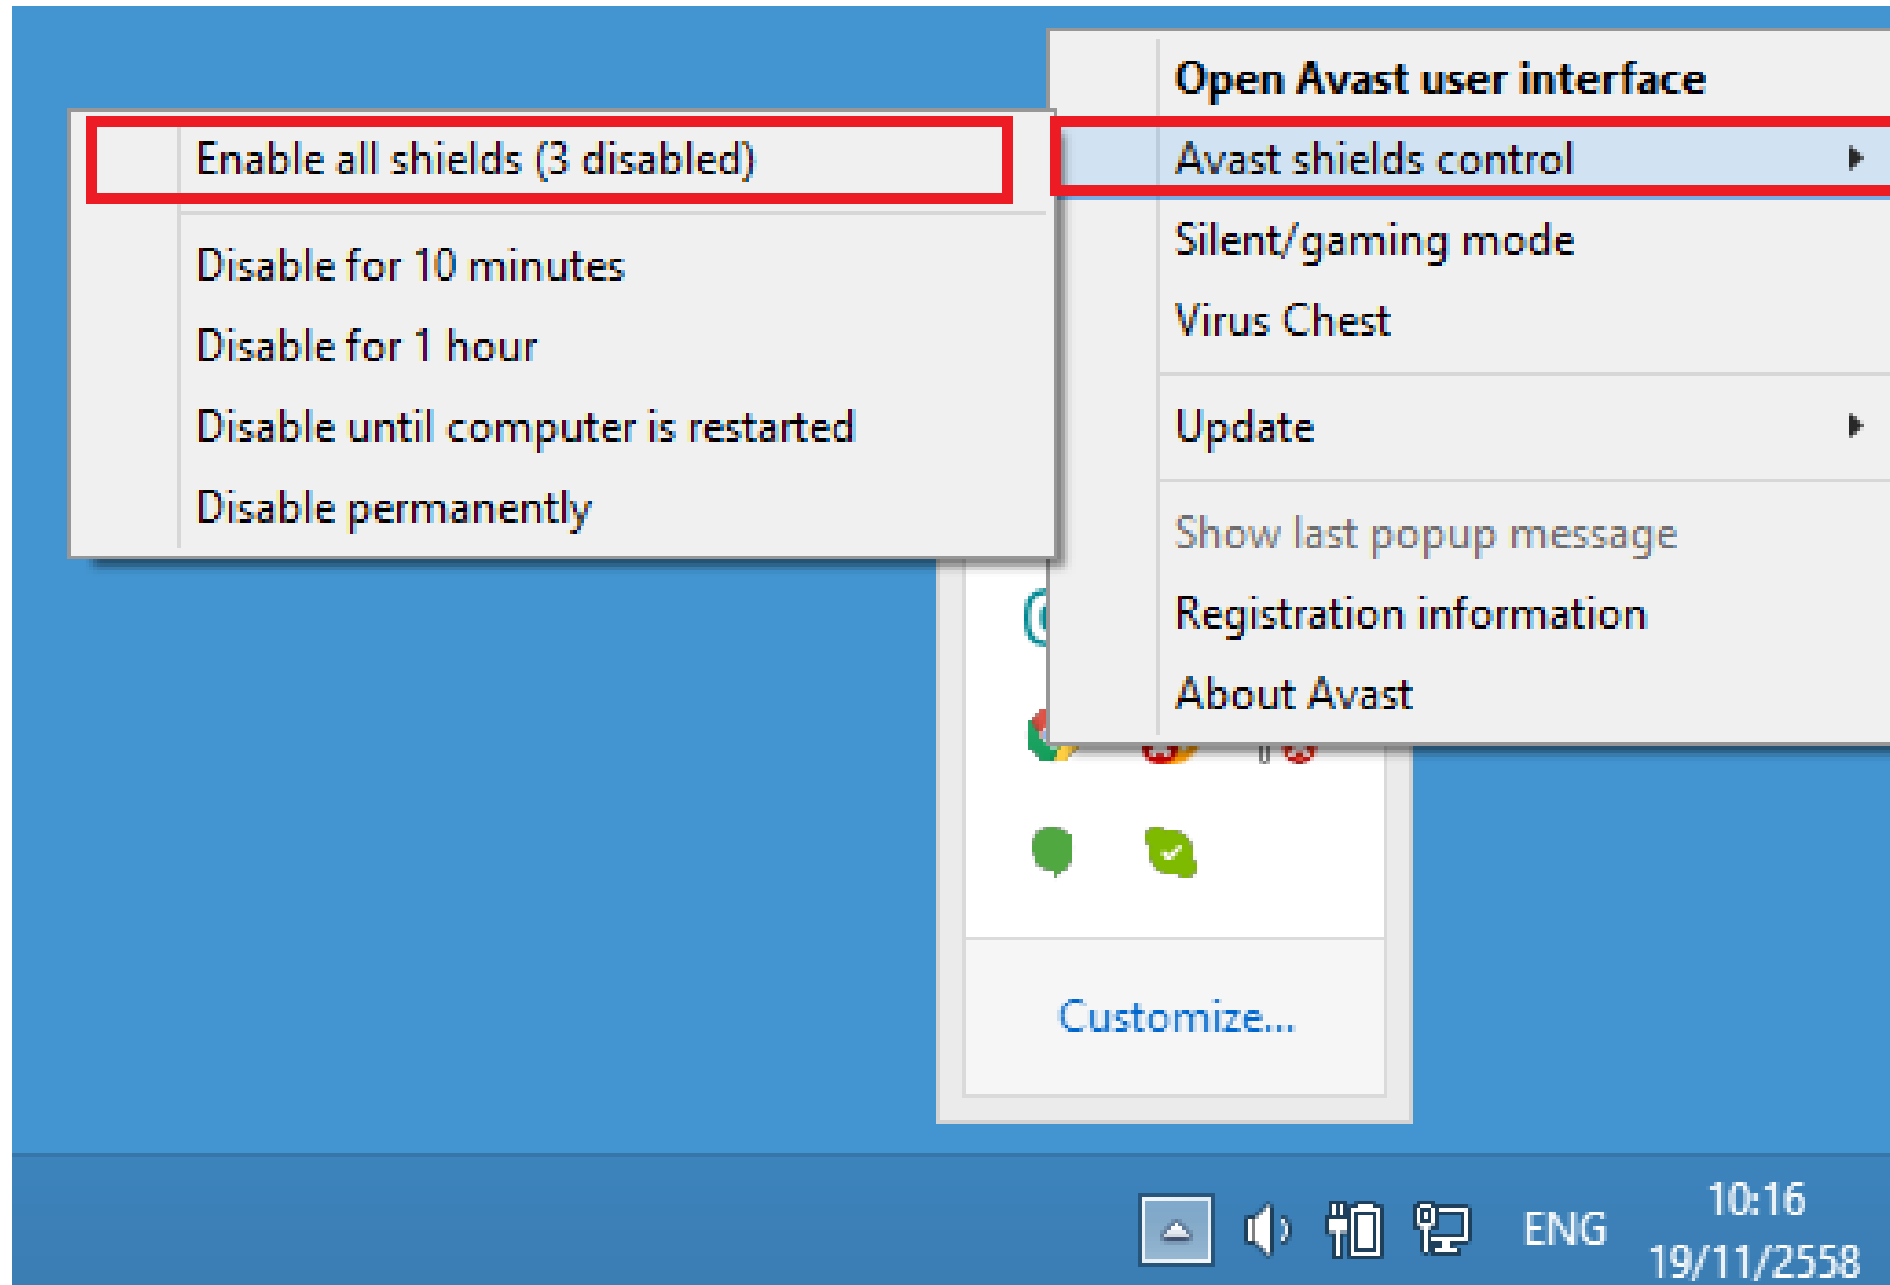 Open Avast user interface
Avast shields control
Silent/gaming mode
Virus Chest
Update
Show last popup message
Registration information
About Avast
Enable all shields (3 disabled)
Disable for 10 minutes
Disable for 1 hour
Disable until computer is restarted
Disable permanently
Customize...
ENG
10:16
19/11/2558